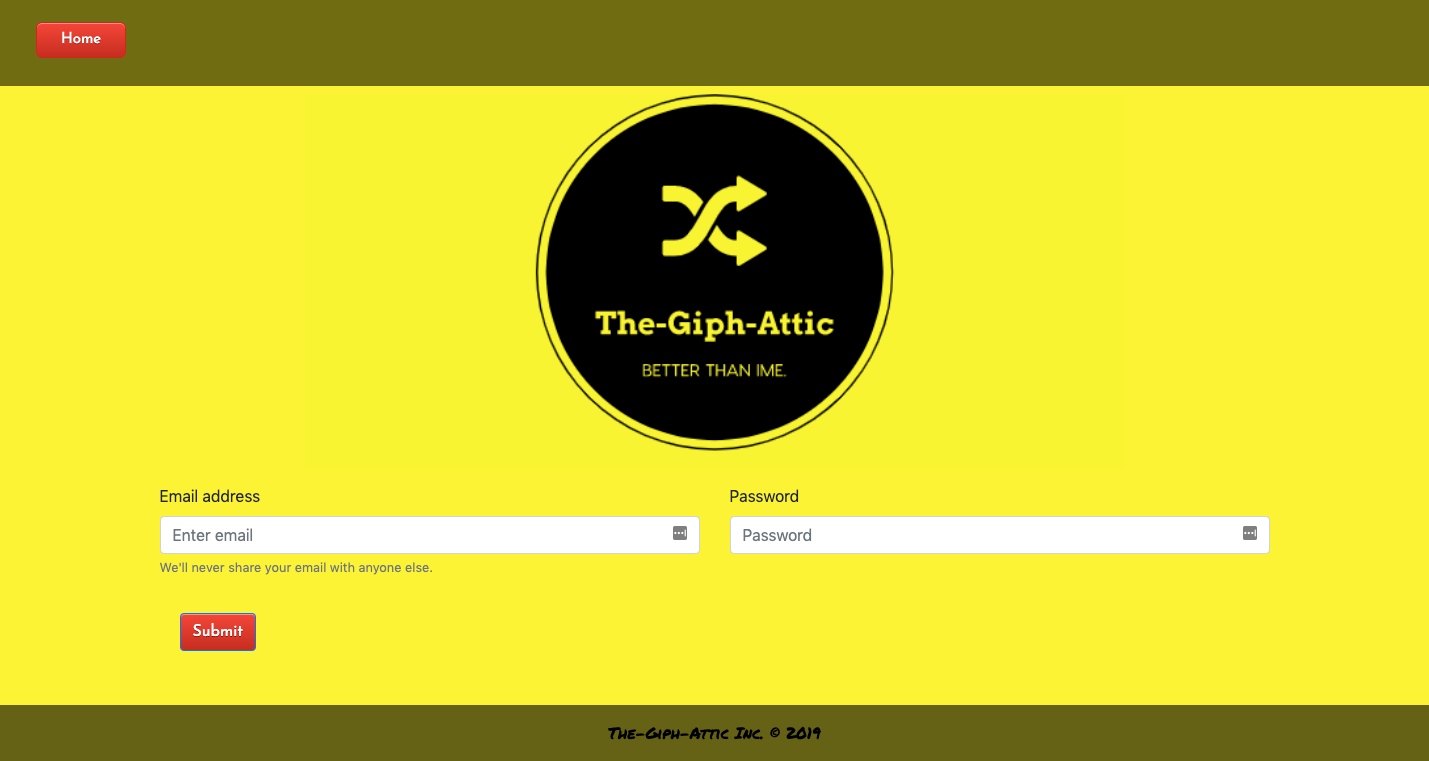 Home
The-Giph-Attic
BETTER THAN IME.
Email address
Enter email
We'll never share your email with anyone else.
Password
Password
Submit
The-Giph-Attic Inc. © 2019